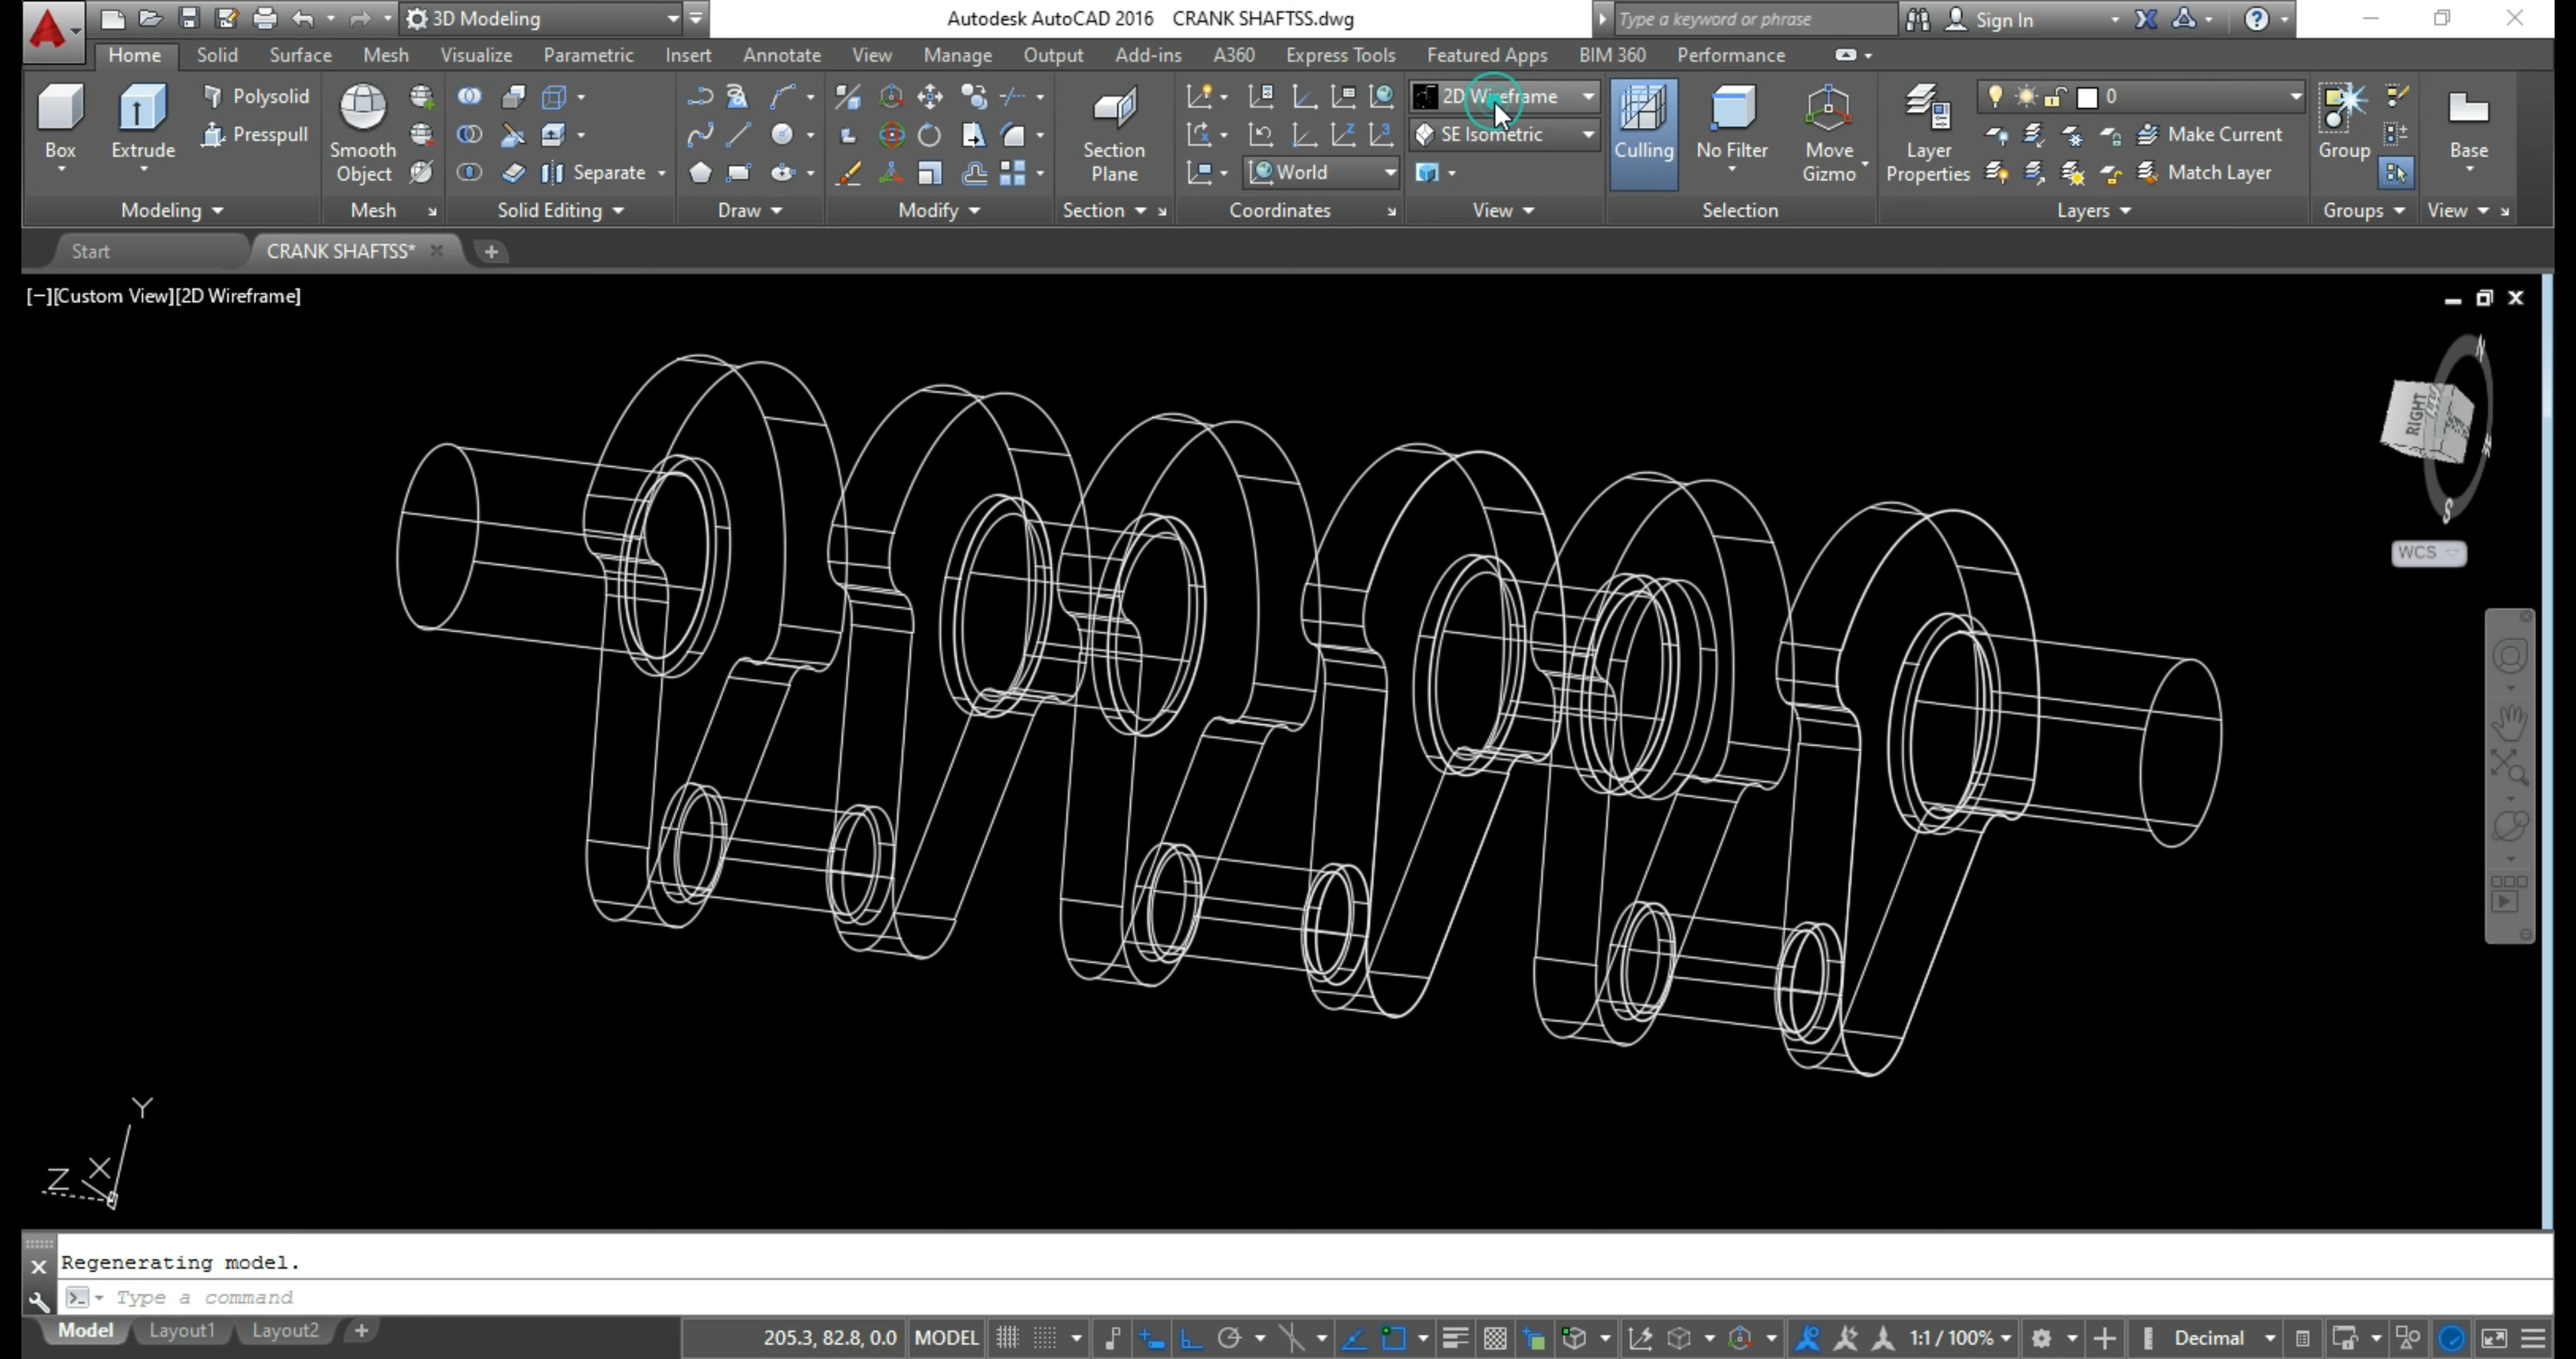 3D Modeling
Autodesk AutoCAD 2016 CRANK SHAFTSS.dwg
Type a keyword or phrase
Sign In
Home Solid Surface Mesh Visualize Parametric Insert Annotate View Manage Output Add-ins A360 Express Tools Featured Apps BIM 360 Performance
Box
Extrude
Polysolid
Presspull
Smooth
Object
Separate
Section
Plane
World
2D Wireframe
SE Isometric
Culling
No Filter
Move
Gizmo
Layer
Properties
0
Make Current
Match Layer
Group
Base
Modeling Mesh Solid Editing Draw Modify Section Coordinates View Selection Layers Groups View
Start CRANK SHAFTSS*
[−][Custom View][2D Wireframe]
N
RIGHT
S
WCS
Y
X
Z
Regenerating model.
Type a command
Model Layout1 Layout2
205.3, 82.8, 0.0 MODEL 1:1 / 100% Decimal